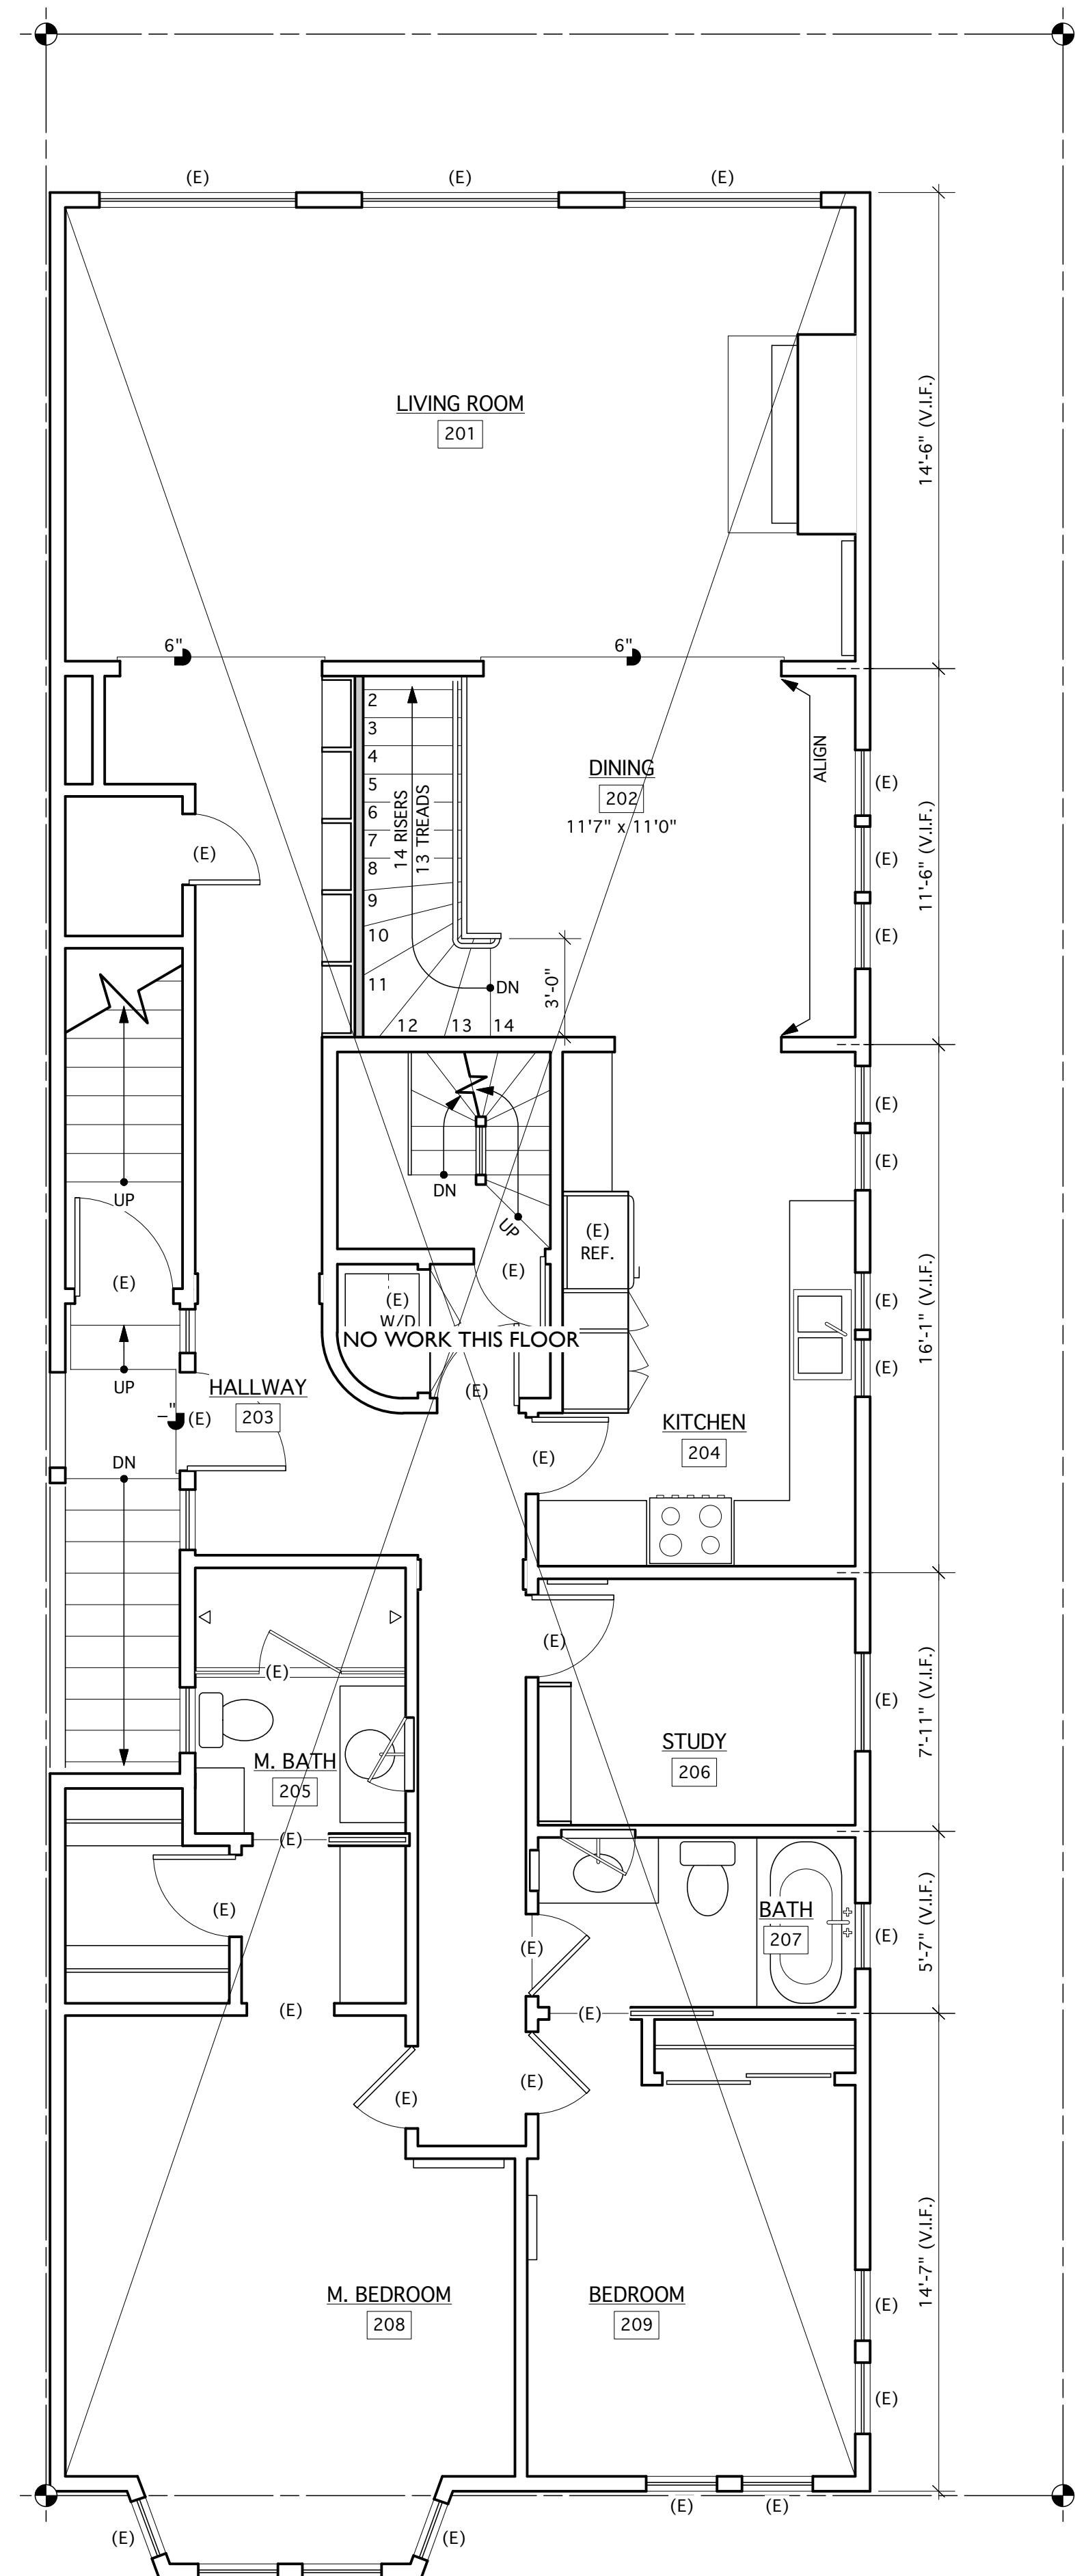 (E) (E) (E)
LIVING ROOM
201
14'-6" (V.I.F.)
6" 6"
2
3
4
5
6
7
8
9
10
11
12 13 14
14 RISERS
13 TREADS
DN
3'-0"
DINING
202
11'7" x 11'0"
ALIGN
(E)
(E)
(E)
11'-6" (V.I.F.)
(E)
UP
(E)
DN
UP
(E)
REF.
(E)
(E)
W/D
NO WORK THIS FLOOR
(E)
(E)
(E)
(E)
(E)
16'-1" (V.I.F.)
UP
HALLWAY
203
(E)
DN
KITCHEN
204
(E)
(E)
(E)
M. BATH
205
(E)
STUDY
206
(E)
7'-11" (V.I.F.)
(E)
(E)
BATH
207
(E)
(E)
5'-7" (V.I.F.)
(E)
(E)
(E)
(E)
M. BEDROOM
208
BEDROOM
209
(E)
(E)
14'-7" (V.I.F.)
(E) (E)
(E) (E)